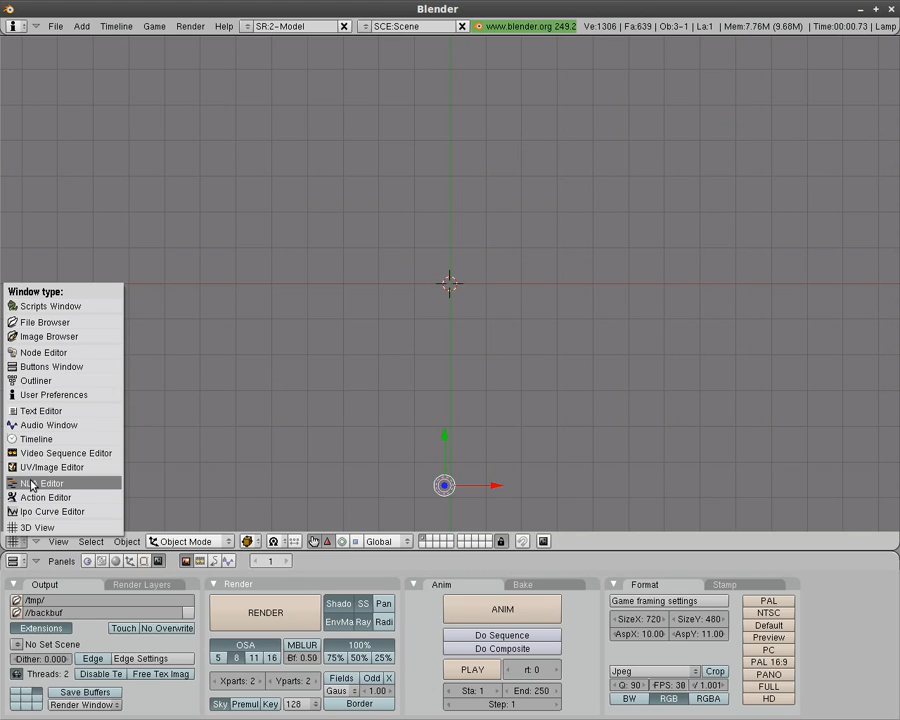 Blender
File Add Timeline Game Render Help SR:2-Model SCE:Scene www.blender.org 249.2 Ve:1306 | Fa:639 | Ob:3-1 | La:1 | Mem:7.76M (9.68M) | Time:00:00.73 | Lamp
Window type:
Scripts Window
File Browser
Image Browser
Node Editor
Buttons Window
Outliner
User Preferences
Text Editor
Audio Window
Timeline
Video Sequence Editor
UV/Image Editor
Editor
Action Editor
Ipo Curve Editor
3D View
View Select Object Object Mode Global
Panels 1
Output Render Layers Render Anim Bake Format Stamp
/tmp/
//backbuf
Extensions Touch No Overwrite
No Set Scene
Dither: 0.000 Edge Edge Settings
Threads: 2 Disable Te Free Tex Imag
Save Buffers
Render Window
RENDER
Shado SS Pan
EnvMa Ray Radi
OSA MBLUR 100%
5 8 11 16 Bf: 0.50 75% 50% 25%
Xparts: 2 Yparts: 2 Fields Odd X
Gaus 1.00
Sky Premul Key 128 Border
ANIM
Do Sequence
Do Composite
PLAY rt: 0
Sta: 1 End: 250
Step: 1
Game framing settings
SizeX: 720 SizeY: 480
AspX: 10.00 AspY: 11.00
Jpeg Crop
Q: 90 FPS: 30 / 1.001
BW RGB RGBA
PAL
NTSC
Default
Preview
PC
PAL 16:9
PANO
FULL
HD